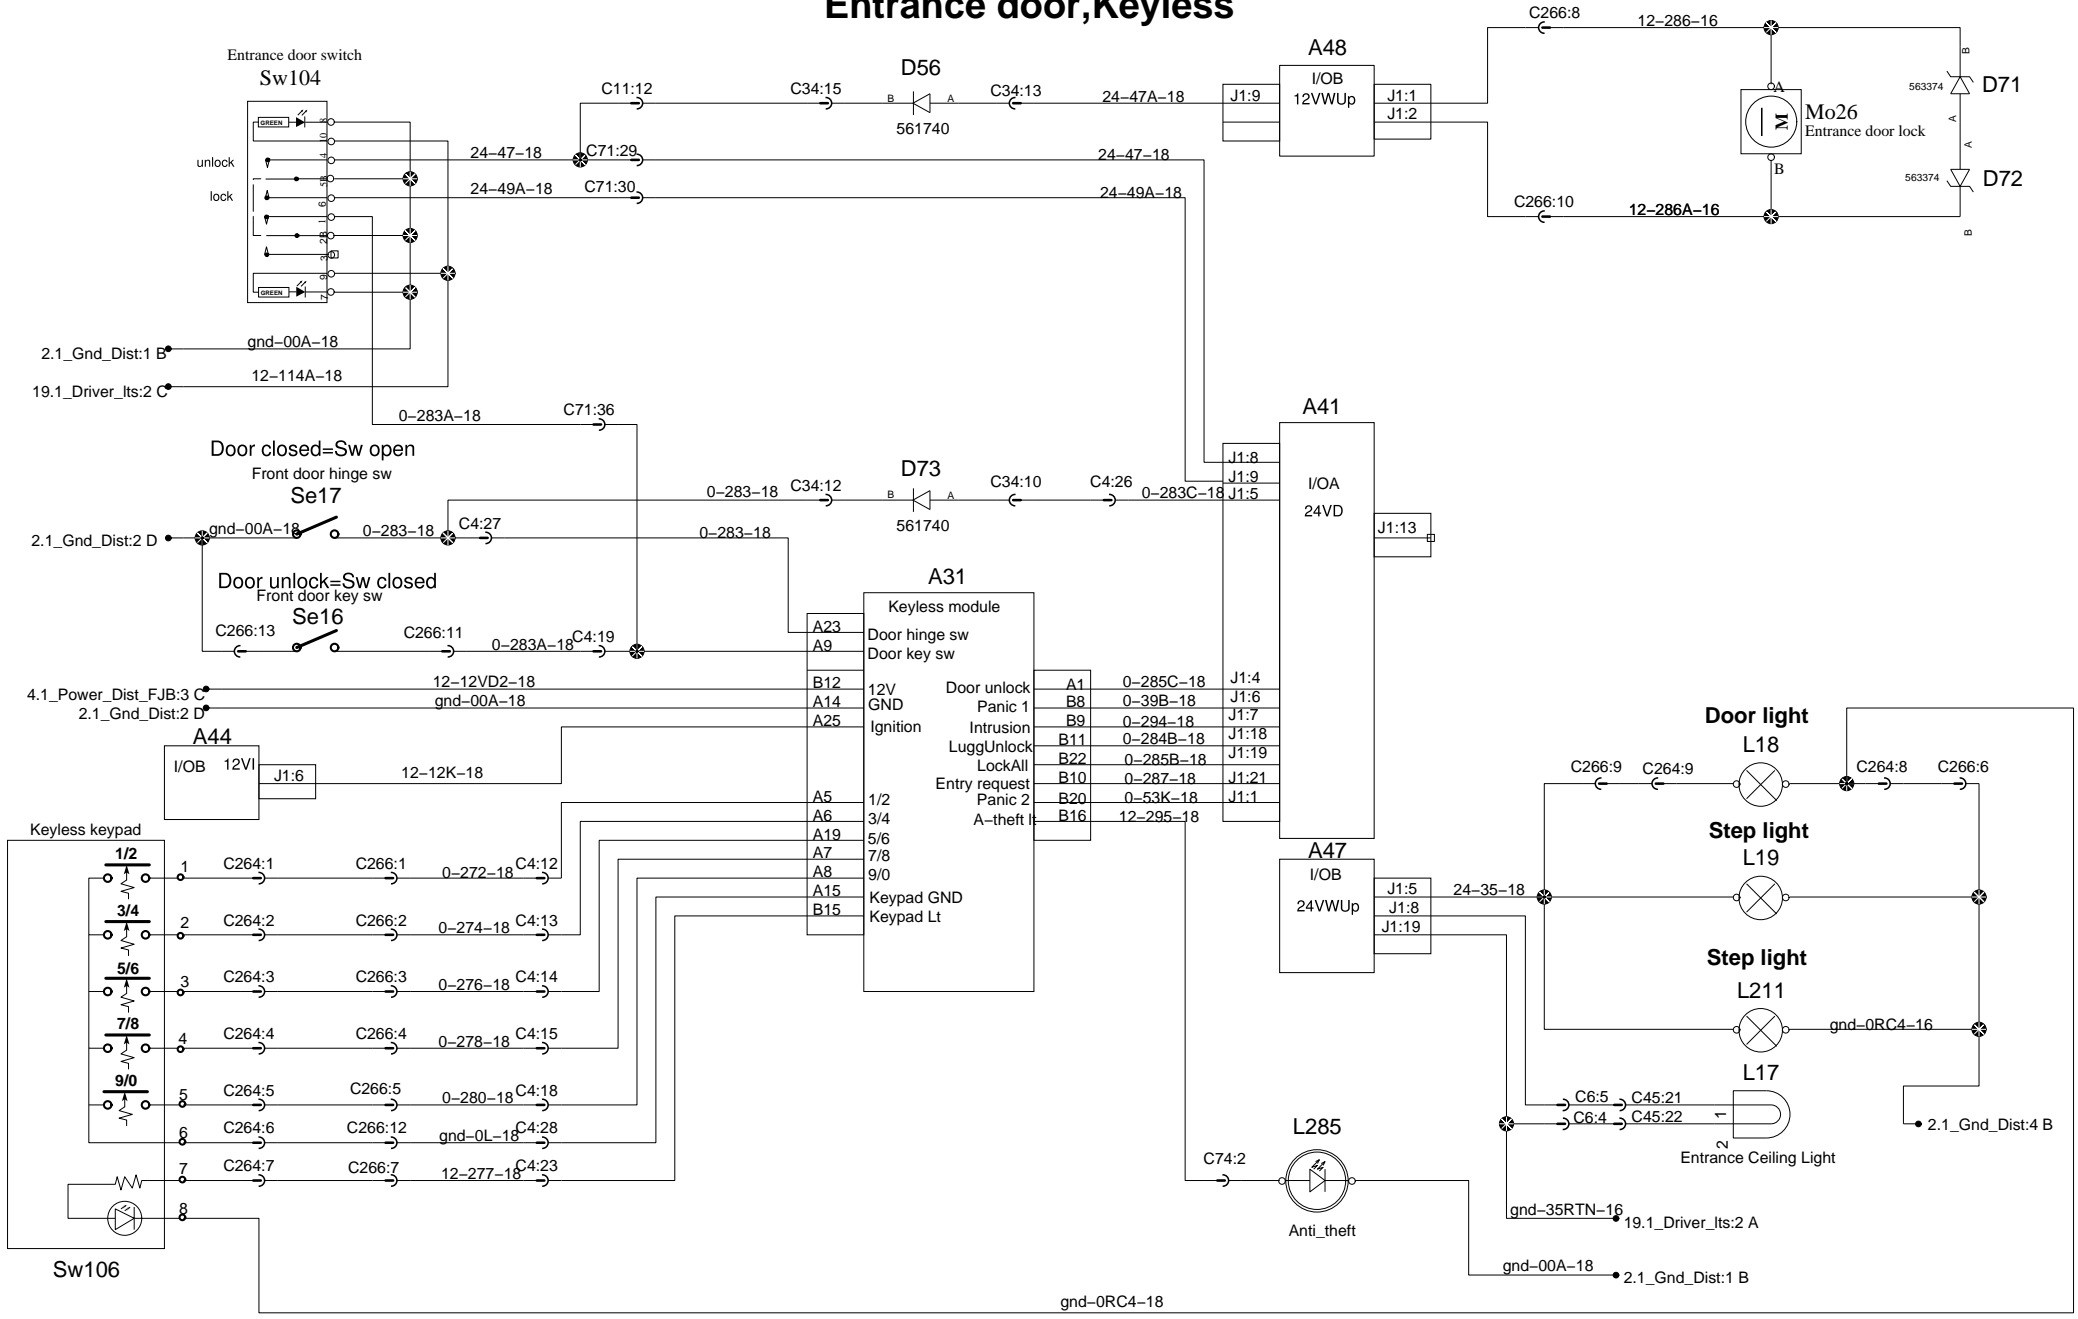 Entrance door,Keyless
Entrance door switch
Sw104
GREEN
8
10
unlock
4
5B
lock
6
1
2B
3
9
GREEN
7
24–47–18
24–49A–18
C11:12
C71:29
C71:30
C34:15
D56
B
A
561740
C34:13
24–47A–18
24–47–18
24–49A–18
A48
I/OB
12VWUp
J1:9
J1:1
J1:2
C266:8
12–286–16
C266:10
12–286A–16
A
M
B
Mo26
Entrance door lock
B
563374
D71
A
A
563374
D72
B
2.1_Gnd_Dist:1 B
gnd–00A–18
19.1_Driver_lts:2 C
12–114A–18
0–283A–18
C71:36
Door closed=Sw open
Front door hinge sw
Se17
2.1_Gnd_Dist:2 D
gnd–00A–18
0–283–18
C4:27
0–283–18
C34:12
D73
B
A
561740
C34:10
C4:26
0–283C–18
0–283–18
Door unlock=Sw closed
Front door key sw
Se16
C266:13
C266:11
0–283A–18
C4:19
A41
I/OA
24VD
J1:8
J1:9
J1:5
J1:13
A31
Keyless module
A23
Door hinge sw
A9
Door key sw
4.1_Power_Dist_FJB:3 C
12–12VD2–18
B12
12V
2.1_Gnd_Dist:2 D
gnd–00A–18
A14
GND
A25
Ignition
Door unlock
A1
0–285C–18
J1:4
Panic 1
B8
0–39B–18
J1:6
Intrusion
B9
0–294–18
J1:7
LuggUnlock
B11
0–284B–18
J1:18
LockAll
B22
0–285B–18
J1:19
Entry request
B10
0–287–18
J1:21
Panic 2
B20
0–53K–18
J1:1
A–theft lt
B16
12–295–18
A44
I/OB
12VI
J1:6
12–12K–18
A5
1/2
A6
3/4
A19
5/6
A7
7/8
A8
9/0
A15
Keypad GND
B15
Keypad Lt
Keyless keypad
1/2
1
C264:1
C266:1
0–272–18
C4:12
3/4
2
C264:2
C266:2
0–274–18
C4:13
5/6
3
C264:3
C266:3
0–276–18
C4:14
7/8
4
C264:4
C266:4
0–278–18
C4:15
9/0
5
C264:5
C266:5
0–280–18
C4:18
6
C264:6
C266:12
gnd–0L–18
C4:28
7
C264:7
C266:7
12–277–18
C4:23
8
Sw106
A47
I/OB
24VWUp
J1:5
J1:8
J1:19
24–35–18
Door light
L18
C266:9
C264:9
C264:8
C266:6
Step light
L19
Step light
L211
gnd–0RC4–16
L17
C6:5
C45:21
1
C6:4
C45:22
2
Entrance Ceiling Light
2.1_Gnd_Dist:4 B
C74:2
L285
Anti_theft
gnd–35RTN–16
19.1_Driver_lts:2 A
gnd–00A–18
2.1_Gnd_Dist:1 B
gnd–0RC4–18